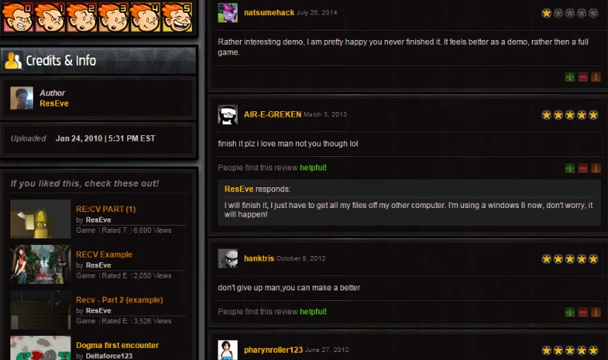 0 1 2 3 4 5
Credits & Info
Author
ResEve
Uploaded Jan 24, 2010 | 5:31 PM EST
If you liked this, check these out!
RE:CV PART (1)
by ResEve
Game | Rated T | 6,690 Views
RECV Example
by ResEve
Game | Rated E | 2,050 Views
Recv - Part 2 (example)
by ResEve
Game | Rated E | 3,526 Views
Dogma first encounter
by Deltaforce123
natsumehack July 25, 2014
Rather interesting demo, I am pretty happy you never finished it. It feels better as a demo, rather then a full
game.
AIR-E-GREKEN March 3, 2013
finish it plz i love man not you though lol
People find this review helpful!
ResEve responds:
I will finish it, I just have to get all my files off my other computer. I'm using a windows 8 now, don't worry, it
will happen!
hanktris October 8, 2012
don't give up man,you can make a better
People find this review helpful!
pharynroller123 June 27, 2012